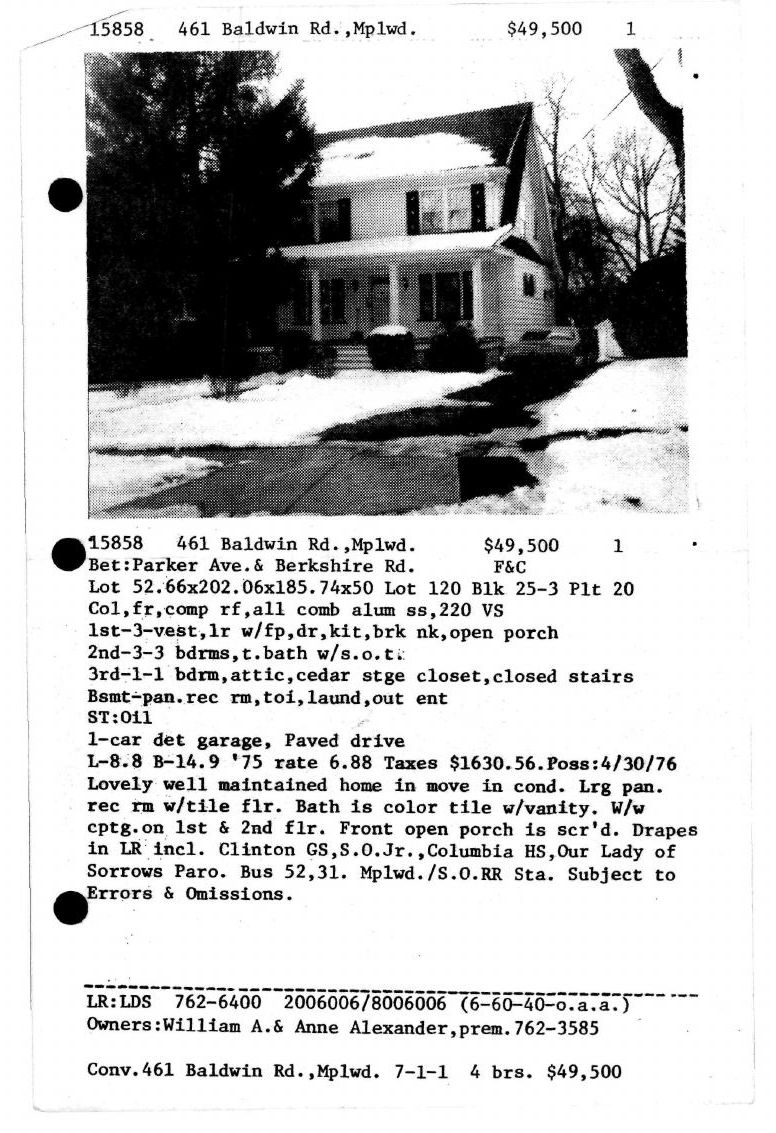 15858 461 Baldwin Rd.,Mplwd. $49,500 1
15858 461 Baldwin Rd.,Mplwd. $49,500 1
Bet:Parker Ave.& Berkshire Rd. F&C
Lot 52.66x202.06x185.74x50 Lot 120 Blk 25-3 Plt 20
Col,fr,comp rf,all comb alum ss,220 VS
1st-3-vest,lr w/fp,dr,kit,brk nk,open porch
2nd-3-3 bdrms,t.bath w/s.o.t.
3rd-1-1 bdrm,attic,cedar stge closet,closed stairs
Bsmt-pan.rec rm,toi,laund,out ent
ST:Oil
1-car det garage, Paved drive
L-8.8 B-14.9 '75 rate 6.88 Taxes $1630.56.Poss:4/30/76
Lovely well maintained home in move in cond. Lrg pan.
rec rm w/tile flr. Bath is color tile w/vanity. W/w
cptg.on 1st & 2nd flr. Front open porch is scr'd. Drapes
in LR incl. Clinton GS,S.O.Jr.,Columbia HS,Our Lady of
Sorrows Paro. Bus 52,31. Mplwd./S.O.RR Sta. Subject to
Errors & Omissions.
LR:LDS 762-6400 2006006/8006006 (6-60-40-o.a.a.)
Owners:William A.& Anne Alexander,prem.762-3585
Conv.461 Baldwin Rd.,Mplwd. 7-1-1 4 brs. $49,500